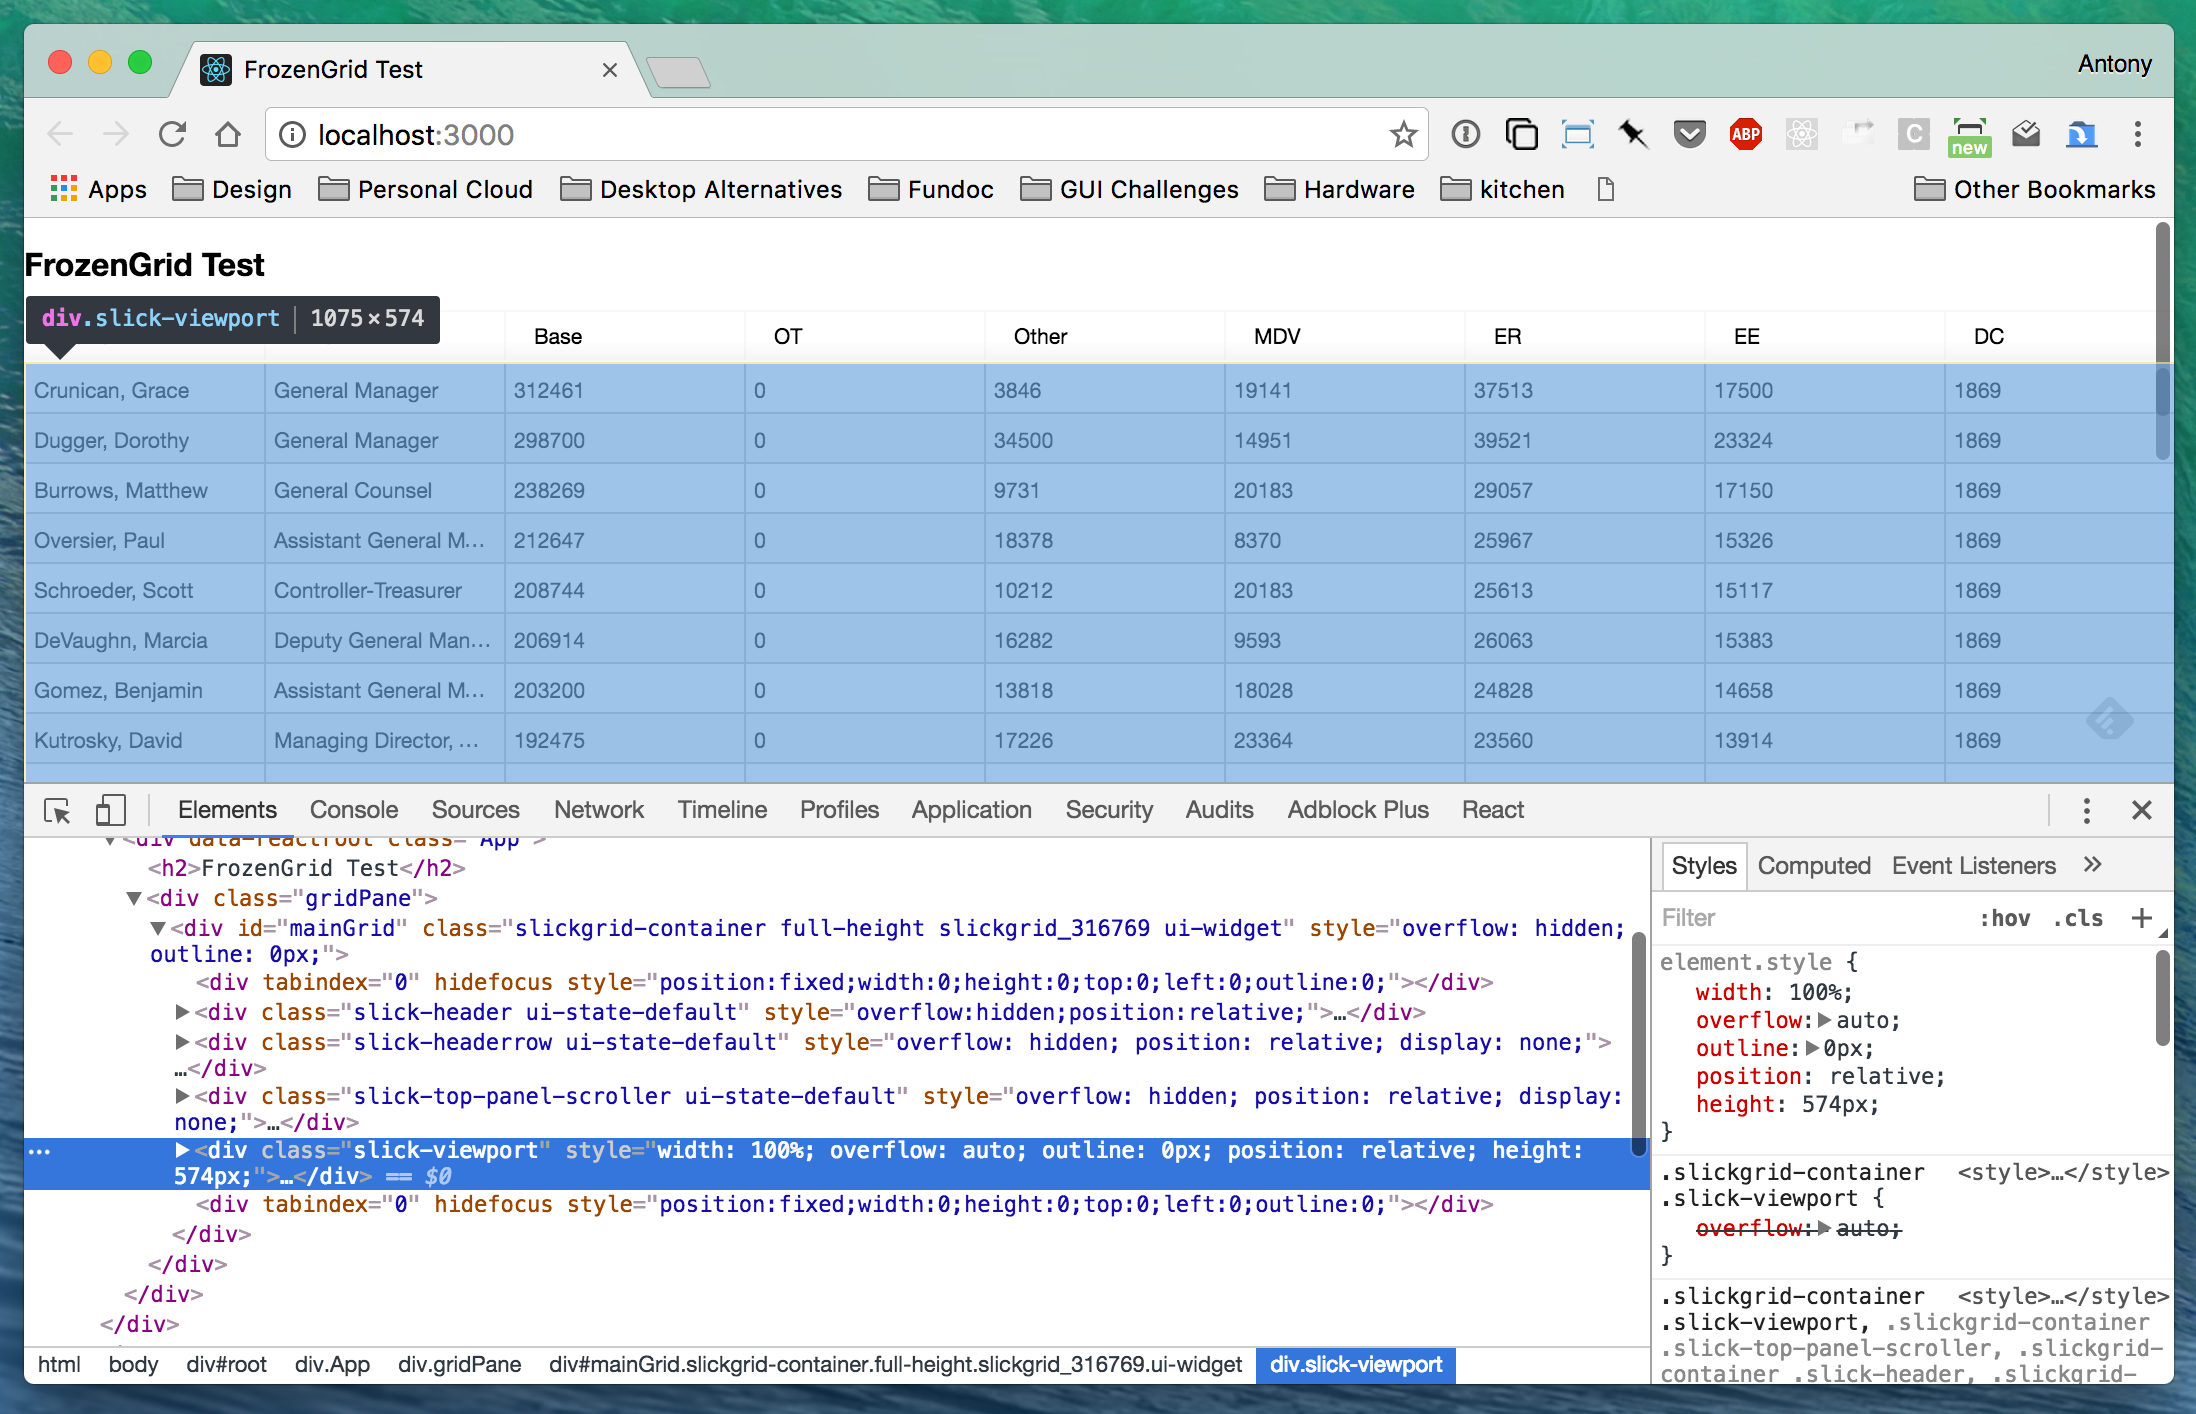 FrozenGrid Test
Antony
localhost:3000
ABP
C
new
Apps Design Personal Cloud Desktop Alternatives Fundoc GUI Challenges Hardware kitchen Other Bookmarks
FrozenGrid Test
div.slick-viewport | 1075×574
Base OT Other MDV ER EE DC
Crunican, Grace General Manager 312461 0 3846 19141 37513 17500 1869
Dugger, Dorothy General Manager 298700 0 34500 14951 39521 23324 1869
Burrows, Matthew General Counsel 238269 0 9731 20183 29057 17150 1869
Oversier, Paul Assistant General M... 212647 0 18378 8370 25967 15326 1869
Schroeder, Scott Controller-Treasurer 208744 0 10212 20183 25613 15117 1869
DeVaughn, Marcia Deputy General Man... 206914 0 16282 9593 26063 15383 1869
Gomez, Benjamin Assistant General M... 203200 0 13818 18028 24828 14658 1869
Kutrosky, David Managing Director, ... 192475 0 17226 23364 23560 13914 1869
Elements Console Sources Network Timeline Profiles Application Security Audits Adblock Plus React
<div data-reactroot class="App">
<h2>FrozenGrid Test</h2>
<div class="gridPane">
<div id="mainGrid" class="slickgrid-container full-height slickgrid_316769 ui-widget" style="overflow: hidden;
outline: 0px;">
<div tabindex="0" hidefocus style="position:fixed;width:0;height:0;top:0;left:0;outline:0;"></div>
<div class="slick-header ui-state-default" style="overflow:hidden;position:relative;">…</div>
<div class="slick-headerrow ui-state-default" style="overflow: hidden; position: relative; display: none;">
…</div>
<div class="slick-top-panel-scroller ui-state-default" style="overflow: hidden; position: relative; display:
none;">…</div>
<div class="slick-viewport" style="width: 100%; overflow: auto; outline: 0px; position: relative; height:
574px;">…</div> == $0
<div tabindex="0" hidefocus style="position:fixed;width:0;height:0;top:0;left:0;outline:0;"></div>
</div>
</div>
</div>
</div>
html body div#root div.App div.gridPane div#mainGrid.slickgrid-container.full-height.slickgrid_316769.ui-widget div.slick-viewport
Styles Computed Event Listeners »
Filter :hov .cls +
element.style {
width: 100%;
overflow: auto;
outline: 0px;
position: relative;
height: 574px;
}
.slickgrid-container <style>…</style>
.slick-viewport {
overflow: auto;
}
.slickgrid-container <style>…</style>
.slick-viewport, .slickgrid-container
.slick-top-panel-scroller, .slickgrid-
container .slick-header, .slickgrid-